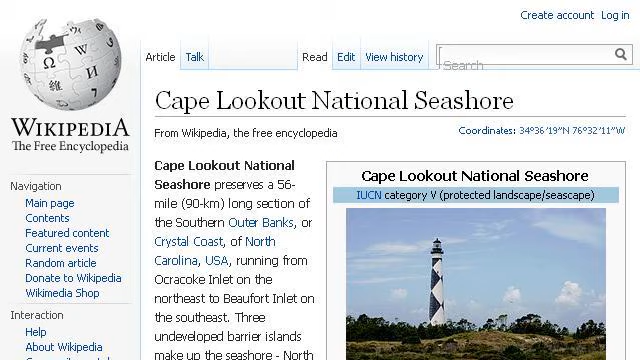 Create account Log in
Article Talk Read Edit View history Search
WIKIPEDIA
The Free Encyclopedia
Cape Lookout National Seashore
From Wikipedia, the free encyclopedia
Coordinates: 34°36′19″N 76°32′11″W
Navigation
Main page
Contents
Featured content
Current events
Random article
Donate to Wikipedia
Wikimedia Shop
Interaction
Help
About Wikipedia
Cape Lookout National
Seashore preserves a 56-
mile (90-km) long section of
the Southern Outer Banks, or
Crystal Coast, of North
Carolina, USA, running from
Ocracoke Inlet on the
northeast to Beaufort Inlet on
the southeast. Three
undeveloped barrier islands
make up the seashore - North
Cape Lookout National Seashore
IUCN category V (protected landscape/seascape)